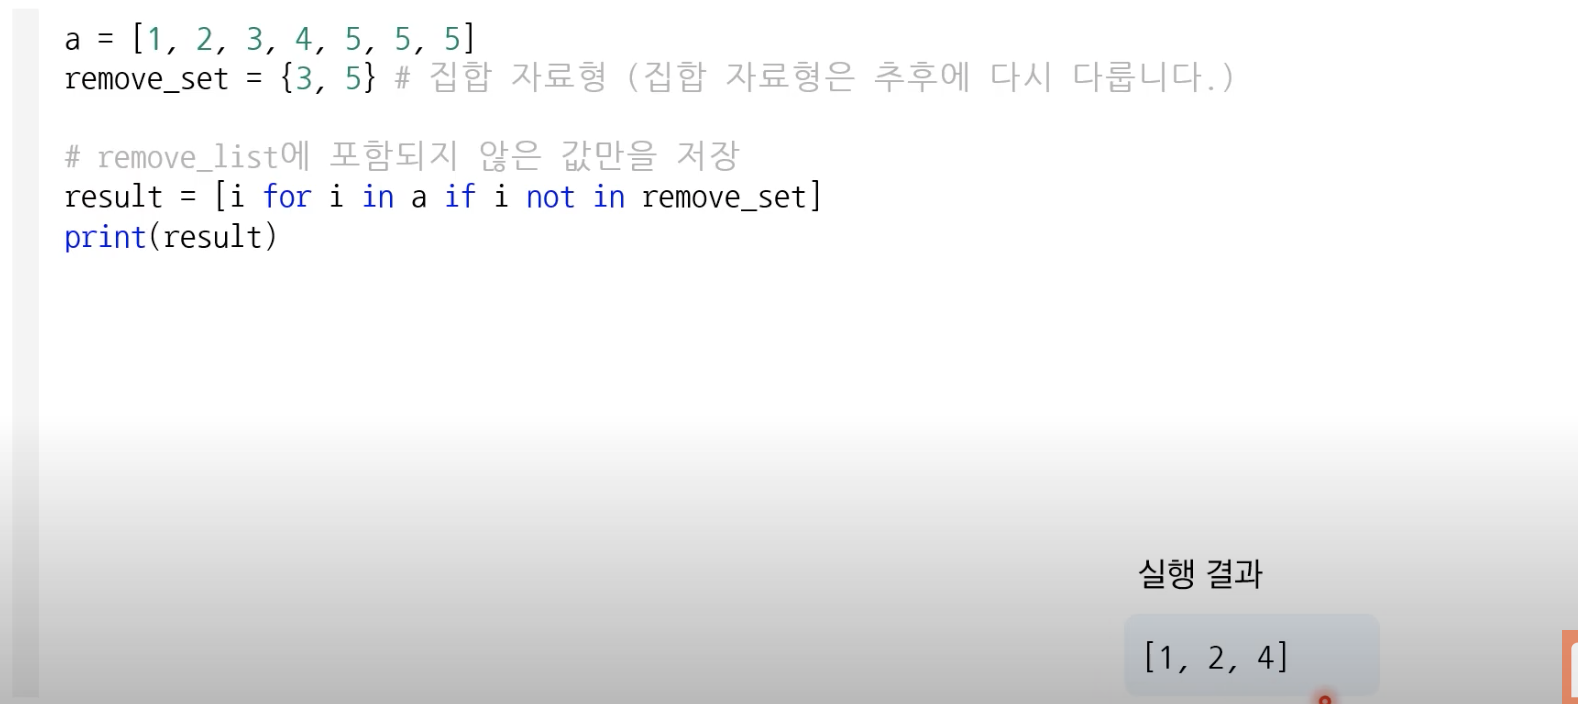 a = [1, 2, 3, 4, 5, 5, 5]
remove_set = {3, 5} # 집합 자료형 (집합 자료형은 추후에 다시 다룹니다.)
# remove_list에 포함되지 않은 값만을 저장
result = [i for i in a if i not in remove_set]
print(result)
실행 결과
[1, 2, 4]